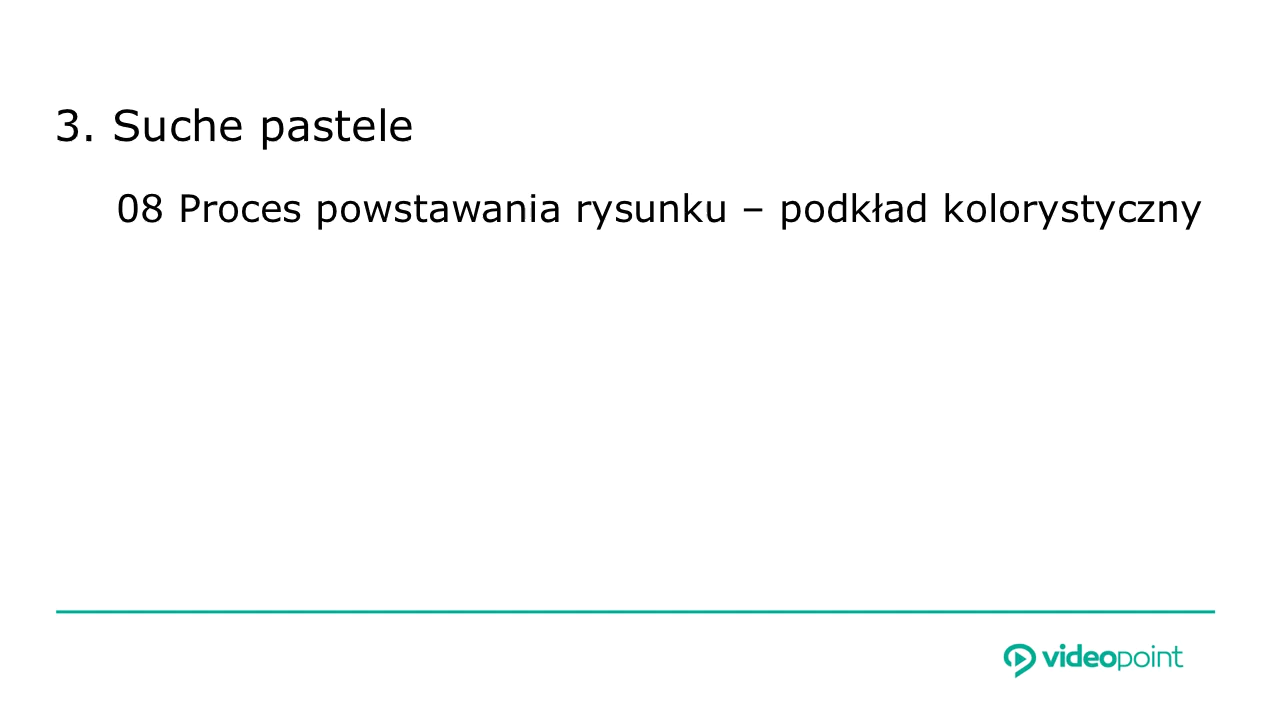 3. Suche pastele
08 Proces powstawania rysunku – podkład kolorystyczny
videopoint